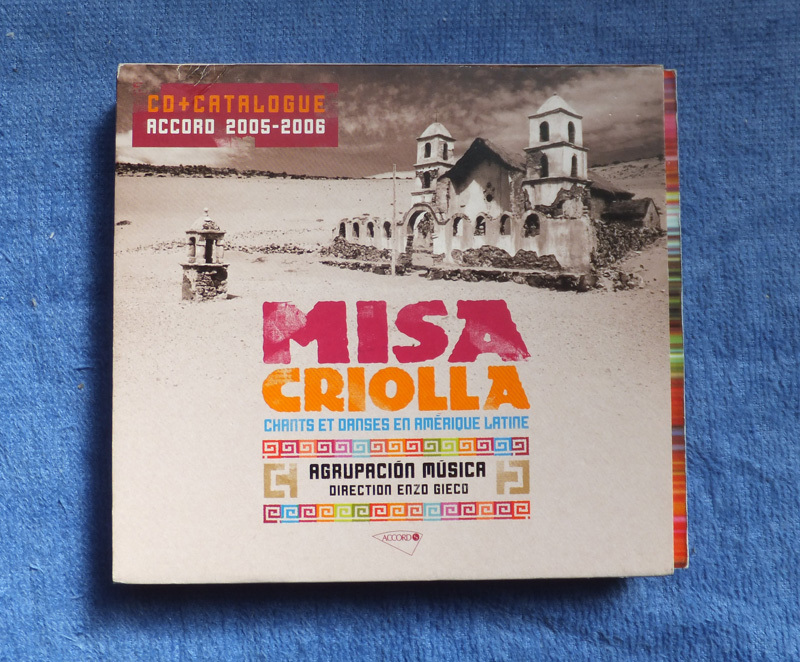 CD+CATALOGUE
ACCORD 2005-2006
MISA
CRIOLLA
CHANTS ET DANSES EN AMÉRIQUE LATINE
AGRUPACIÓN MÚSICA
DIRECTION ENZO GIECO
ACCORD